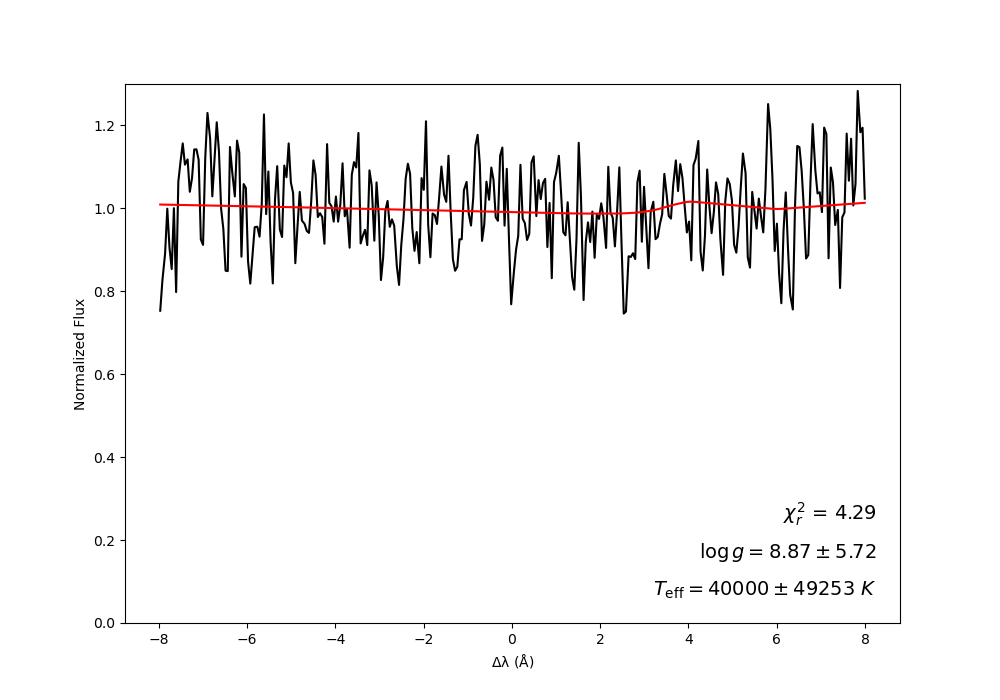 1.2
1.0
0.8
0.6
0.4
0.2
0.0
Normalized Flux
χ²ᵣ = 4.29
log g = 8.87 ± 5.72
T_eff = 40000 ± 49253 K
−8 −6 −4 −2 0 2 4 6 8
Δλ (Å)